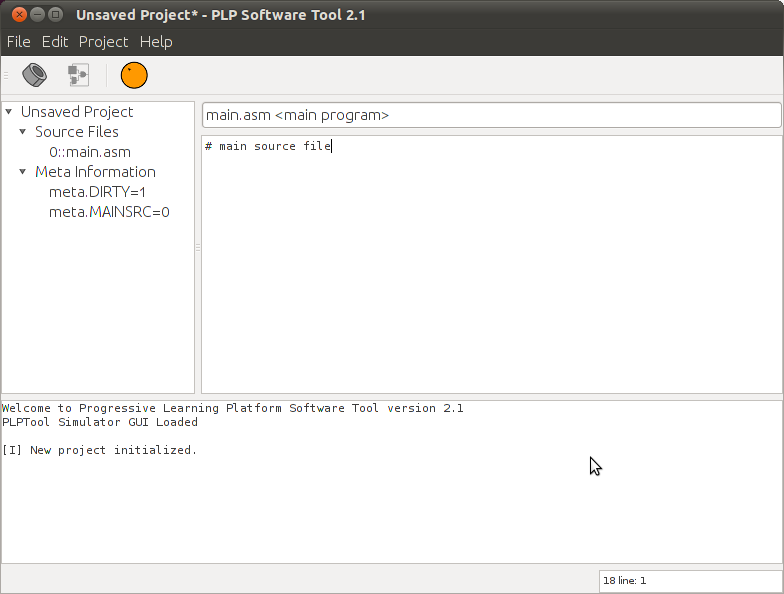 Unsaved Project* - PLP Software Tool 2.1
File Edit Project Help
Unsaved Project
Source Files
0::main.asm
Meta Information
meta.DIRTY=1
meta.MAINSRC=0
main.asm <main program>
# main source file
Welcome to Progressive Learning Platform Software Tool version 2.1
PLPTool Simulator GUI Loaded
[I] New project initialized.
18 line: 1